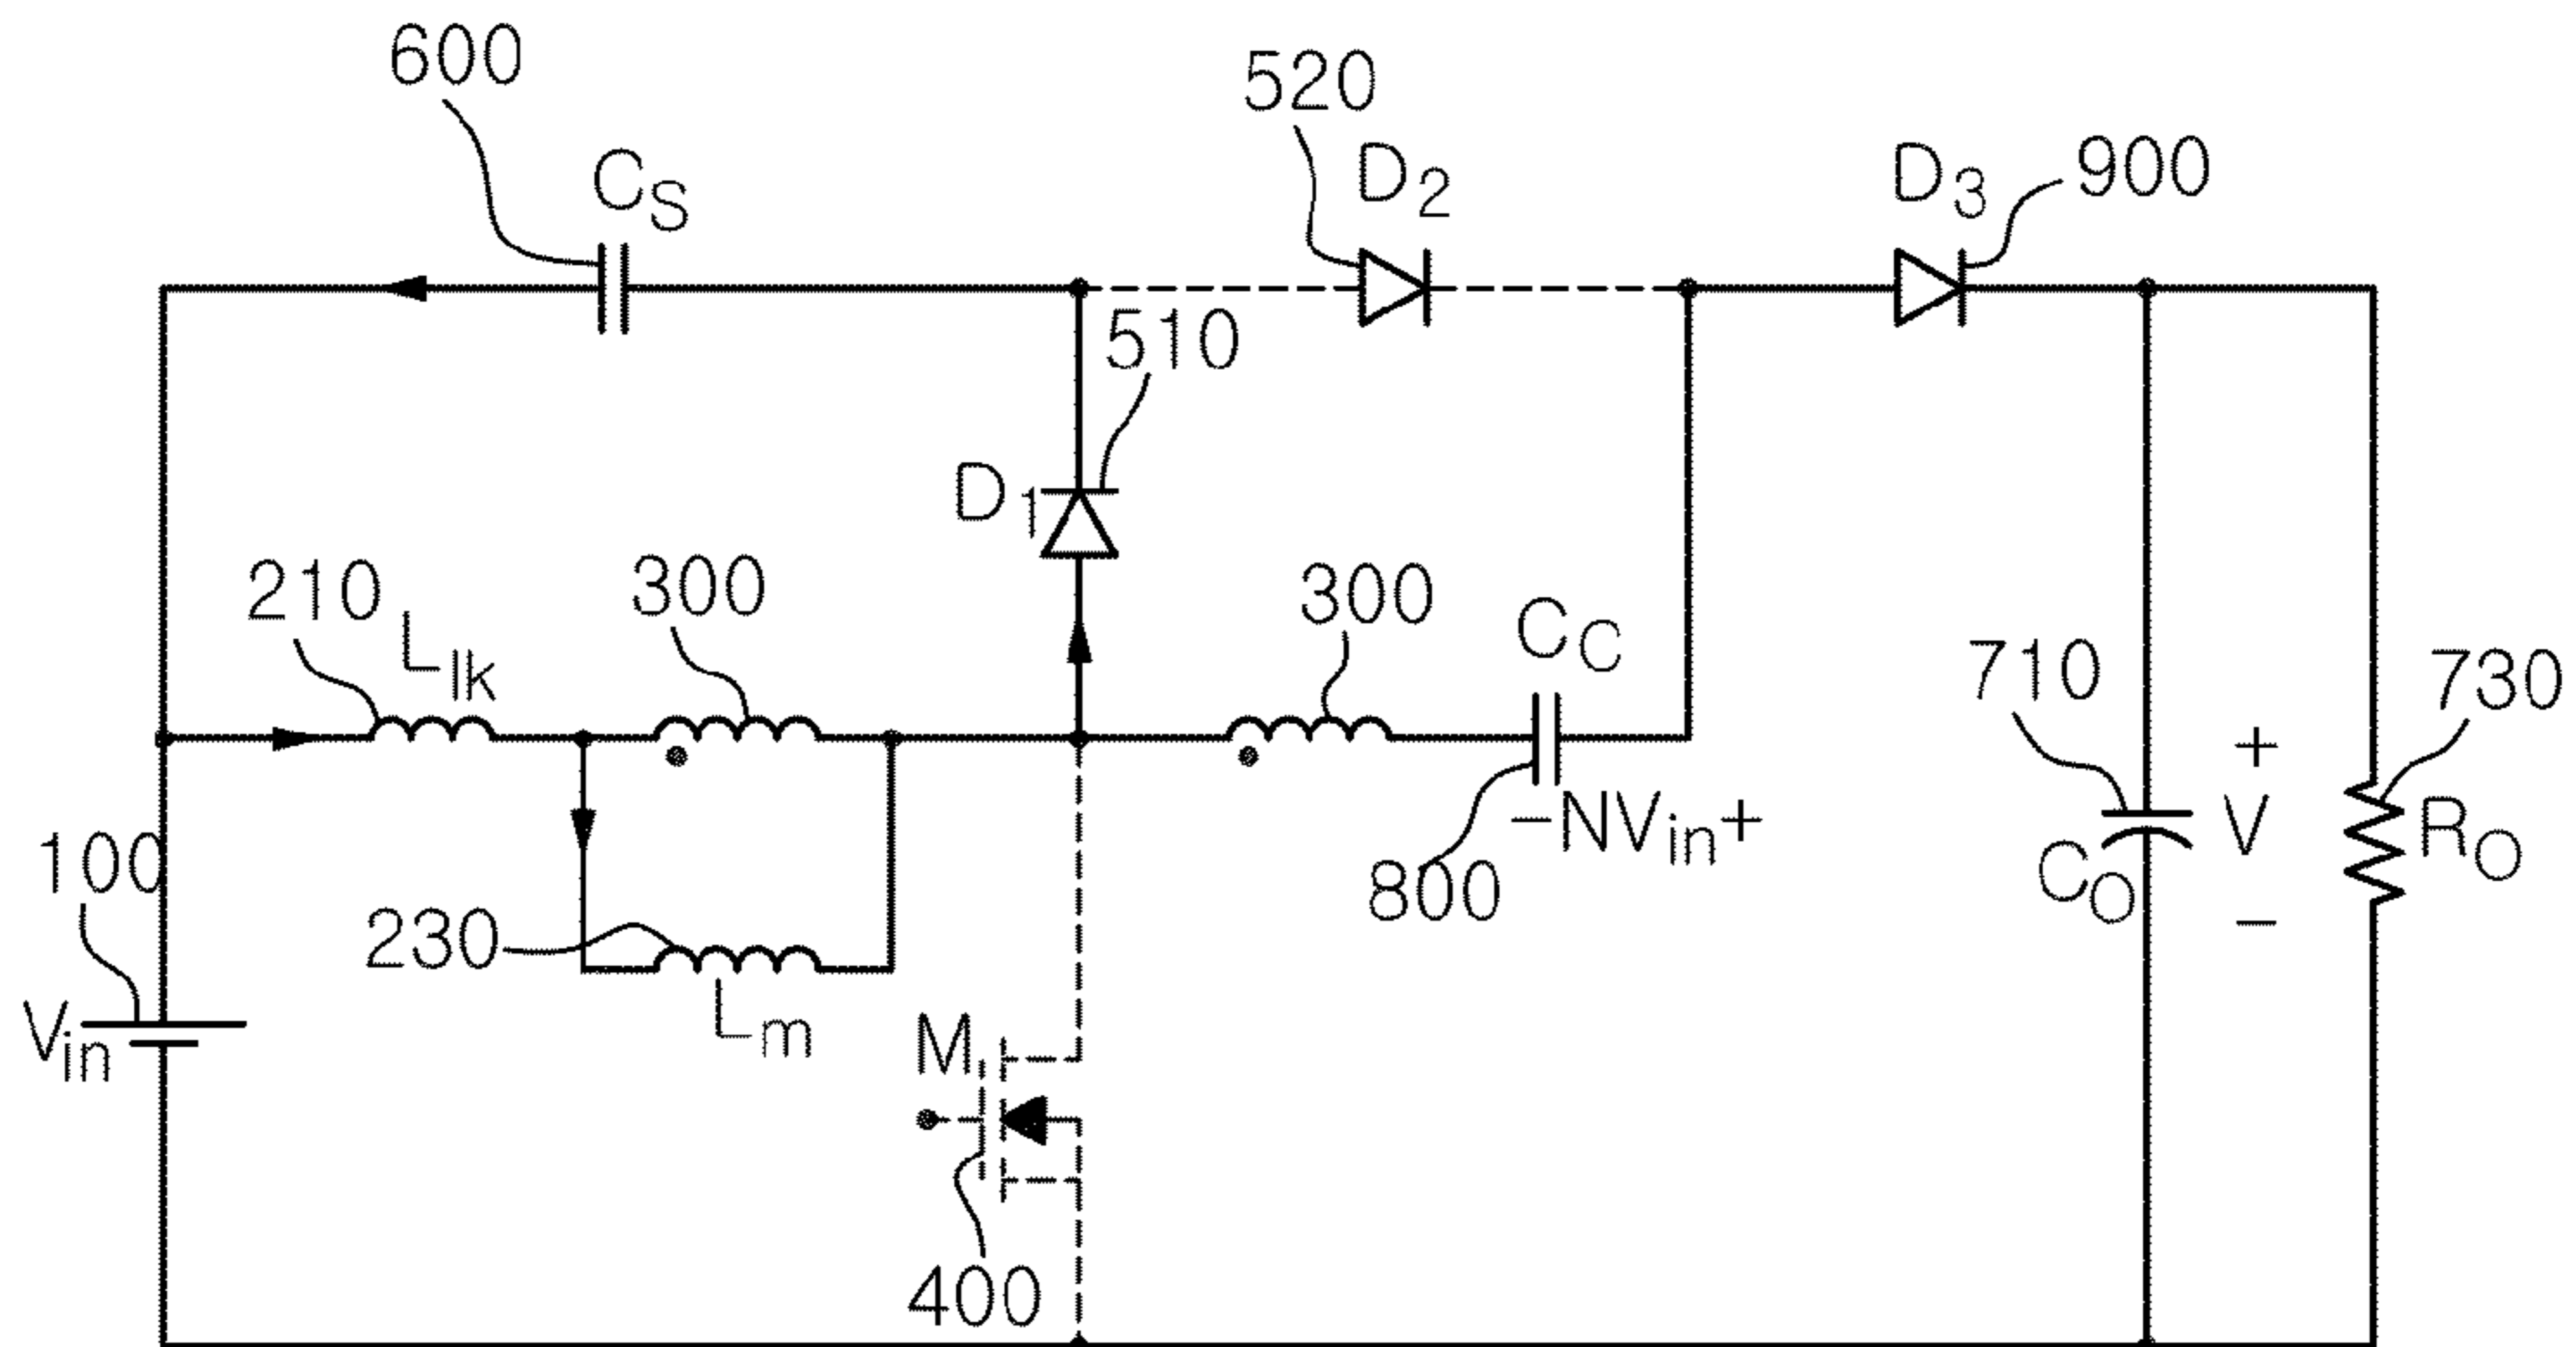 600
520
C_S
D_2
D_3
900
510
D_1
210
L_lk
300
300
C_C
710
730
-NV_in+
+
V
-
C_O
R_O
100
800
230
V_in
L_m
M
400